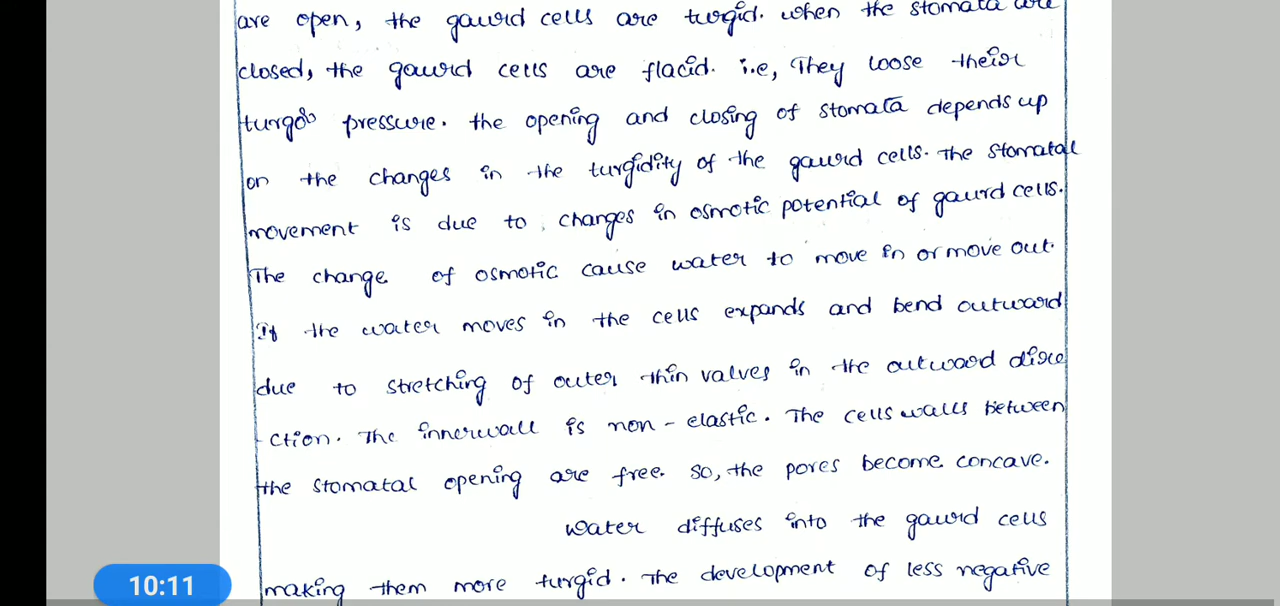 are open, the gaurd cells are turgid. when the stomata are
closed, the gaurd cells are flacid. i.e, They loose their
turgor pressure. the opening and closing of stomata depends up
on the changes in the turgidity of the gaurd cells. The stomatal
movement is due to changes in osmotic potential of gaurd cells.
The change of osmotic cause water to move in or move out.
If the water moves in the cells expands and bend outward
due to stretching of outer thin valves in the outward dire
-ction. The innerwall is non-elastic. The cells walls between
the stomatal opening are free. so, the pores become concave.
water diffuses into the gaurd cells
making them more turgid. The development of less negative
10:11